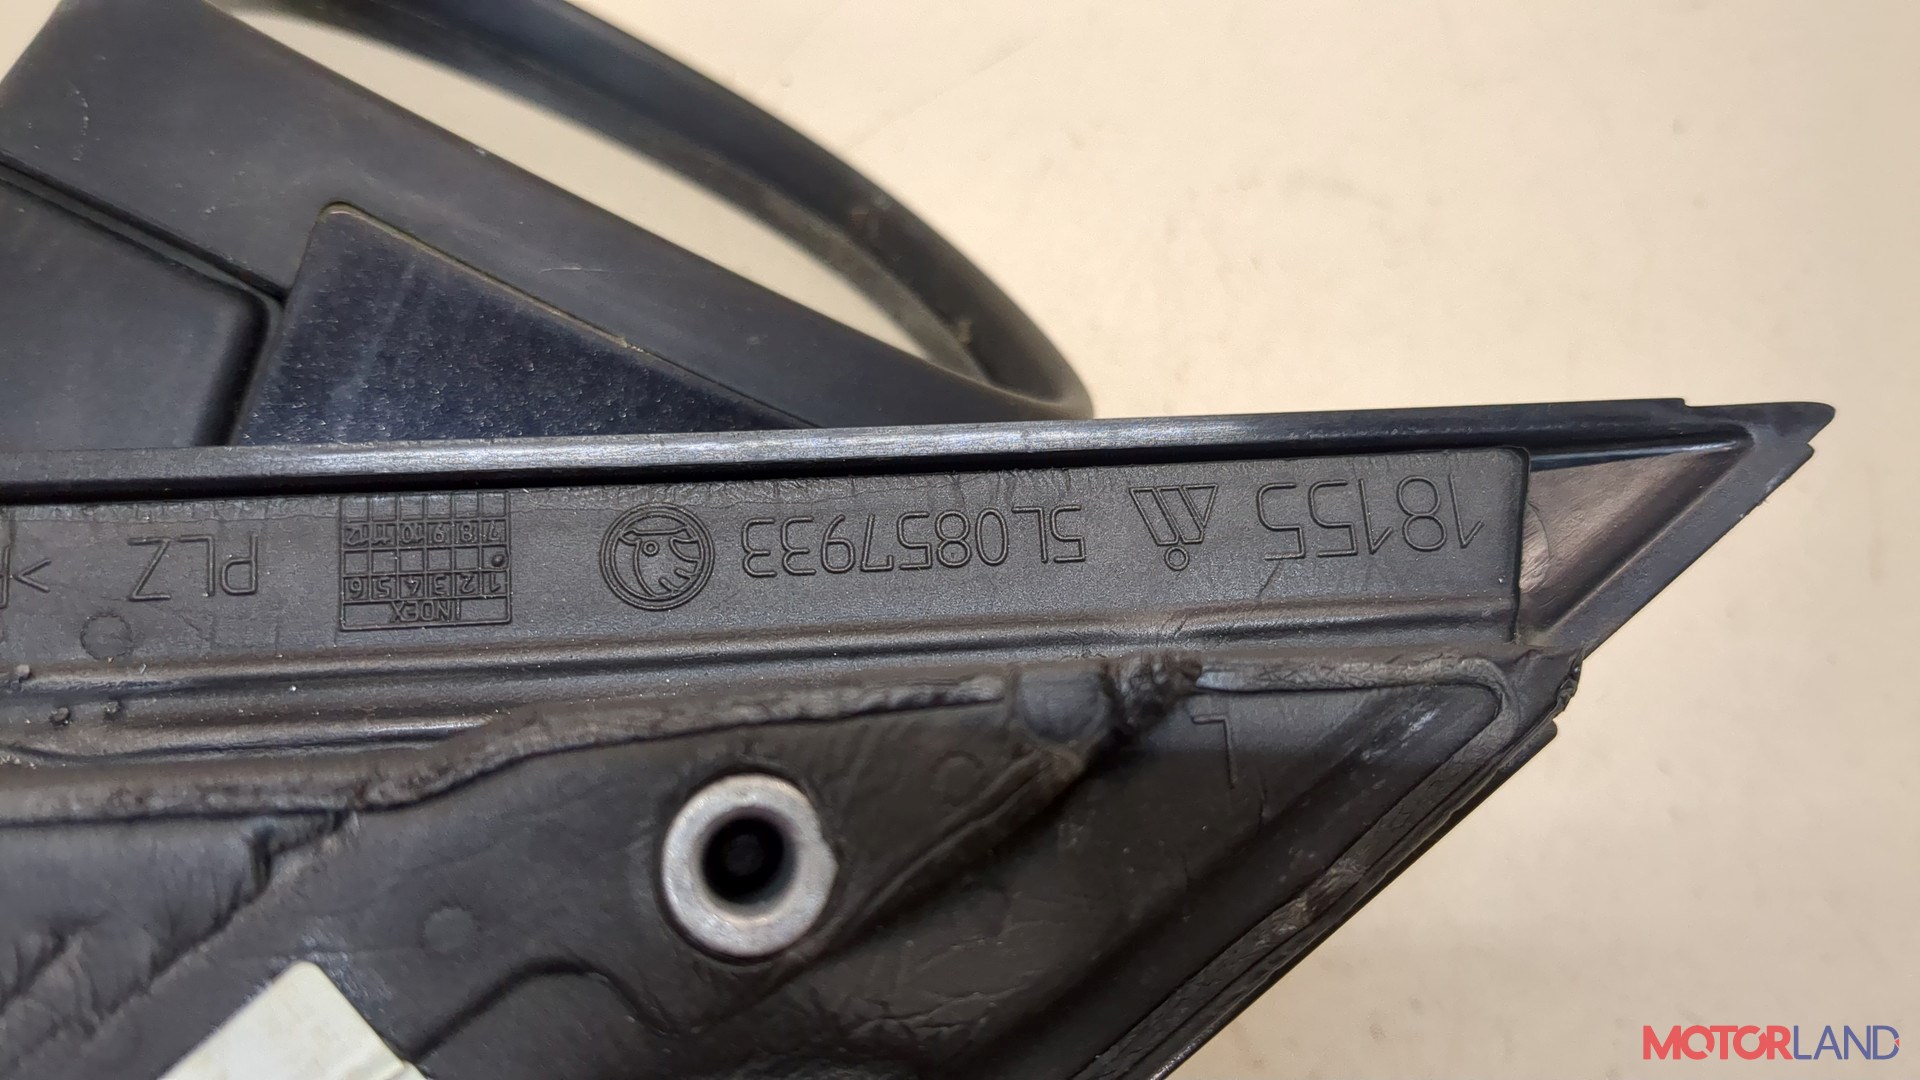 18155
5L0857933
INDEX
1 2 3 4 5 6
7 8 9 10 11 12
PLZ
>
L
MOTORLAND